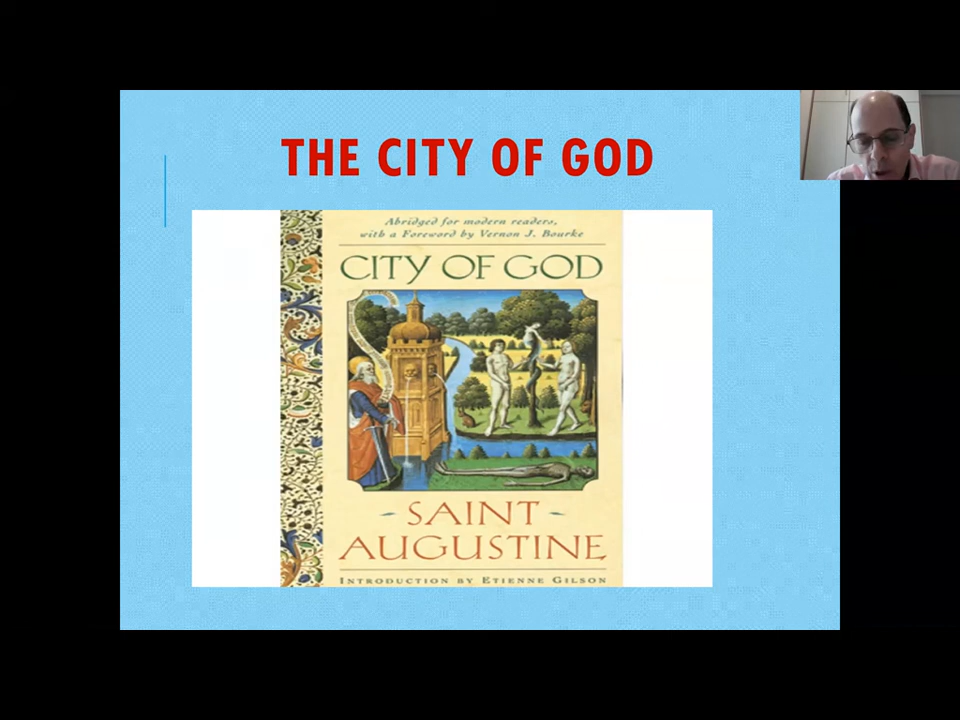 THE CITY OF GOD
Abridged for modern readers,
with a Foreword by Vernon J. Bourke
CITY OF GOD
- SAINT -
AUGUSTINE
INTRODUCTION BY ETIENNE GILSON